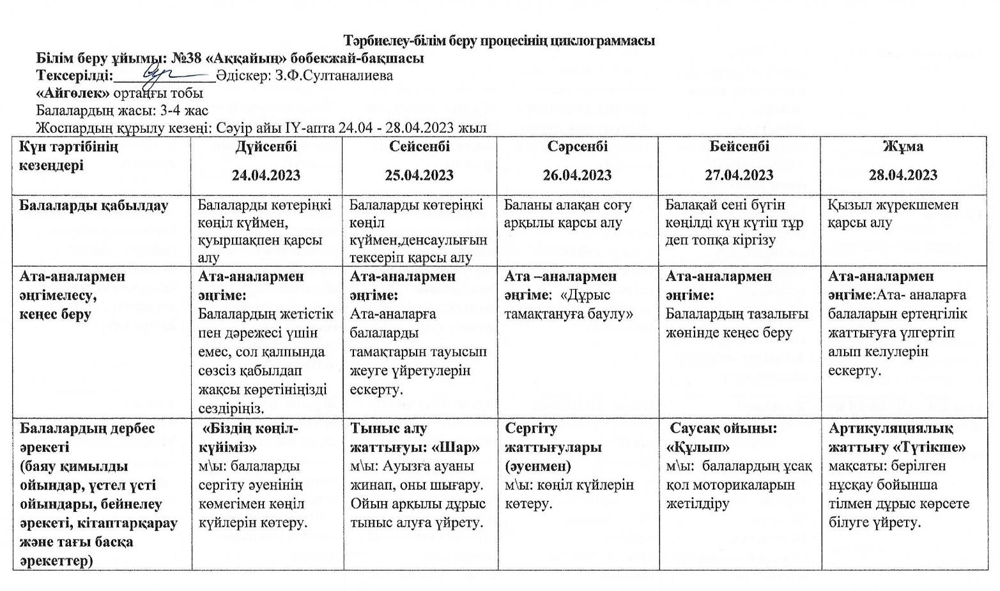 Тәрбиелеу-білім беру процесінің циклограммасы
Білім беру ұйымы: №38 «Аққайың» бөбекжай-бақшасы
Тексерілді:_______________Әдіскер: З.Ф.Султаналиева
«Айгөлек» ортаңғы тобы
Балалардың жасы: 3-4 жас
Жоспардың құрылу кезеңі: Сәуір айы ІҮ-апта 24.04 - 28.04.2023 жыл
Күн тәртібінің
кезеңдері
Дүйсенбі
24.04.2023
Сейсенбі
25.04.2023
Сәрсенбі
26.04.2023
Бейсенбі
27.04.2023
Жұма
28.04.2023
Балаларды қабылдау
Балаларды көтеріңкі
көңіл күймен,
қуыршақпен қарсы
алу
Балаларды көтеріңкі
көңіл
күймен,денсаулығын
тексеріп қарсы алу
Баланы алақан соғу
арқылы қарсы алу
Балақай сені бүгін
көңілді күн күтіп тұр
деп топқа кіргізу
Қызыл жүрекшемен
қарсы алу
Ата-аналармен
әңгімелесу,
кеңес беру
Ата-аналармен
әңгіме:
Балалардың жетістік
пен дәрежесі үшін
емес, сол қалпында
сөзсіз қабылдап
жақсы көретініңізді
сездіріңіз.
Ата-аналармен
әңгіме:
Ата-аналарға
балаларды
тамақтарын тауысып
жеуге үйретулерін
ескерту.
Ата –аналармен
әңгіме: «Дұрыс
тамақтануға баулу»
Ата-аналармен
әңгіме:
Балалардың тазалығы
жөнінде кеңес беру
Ата-аналармен
әңгіме:Ата- аналарға
балаларын ертеңгілік
жаттығуға үлгертіп
алып келулерін
ескерту.
Балалардың дербес
әрекеті
(баяу қимылды
ойындар, үстел үсті
ойындары, бейнелеу
әрекеті, кітаптарқарау
және тағы басқа
әрекеттер)
«Біздің көңіл-
күйіміз»
м\ы: балаларды
сергіту әуенінің
көмегімен көңіл
күйлерін көтеру.
Тыныс алу
жаттығуы: «Шар»
м\ы: Ауызға ауаны
жинап, оны шығару.
Ойын арқылы дұрыс
тыныс алуға үйрету.
Сергіту
жаттығулары
(әуенмен)
м\ы: көңіл күйлерін
көтеру.
Саусақ ойыны:
«Құлып»
м\ы: балалардың ұсақ
қол моторикаларын
жетілдіру
Артикуляциялық
жаттығу «Түтікше»
мақсаты: берілген
нұсқау бойынша
тілмен дұрыс көрсете
білуге үйрету.